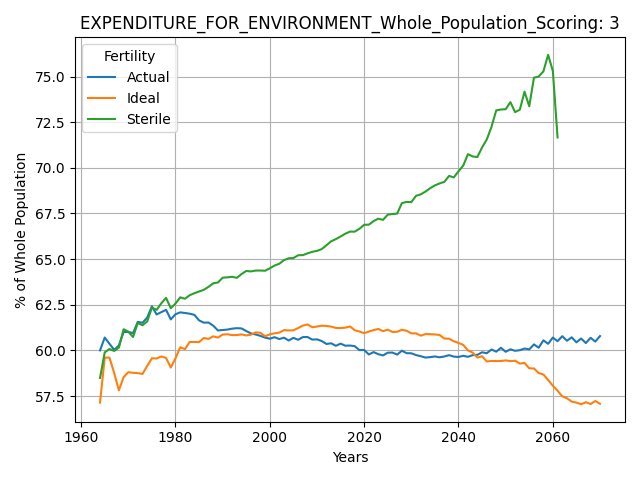 EXPENDITURE_FOR_ENVIRONMENT_Whole_Population_Scoring: 3
Fertility
Actual
Ideal
Sterile
% of Whole Population
75.0
72.5
70.0
67.5
65.0
62.5
60.0
57.5
1960
1980
2000
2020
2040
2060
Years